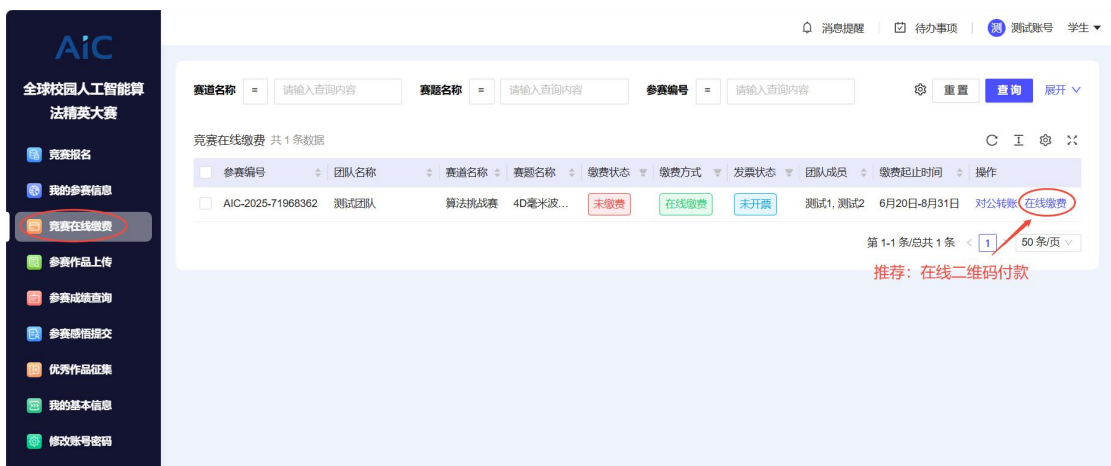 消息提醒 待办事项 测 测试账号 学生
AiC
全球校园人工智能算
法精英大赛
竞赛报名
我的参赛信息
竞赛在线缴费
参赛作品上传
参赛成绩查询
参赛感悟提交
优秀作品征集
我的基本信息
修改账号密码
赛道名称 = 请输入查询内容 赛题名称 = 请输入查询内容 参赛编号 = 请输入查询内容 重置 查询 展开
竞赛在线缴费 共 1 条数据
参赛编号 团队名称 赛道名称 赛题名称 缴费状态 缴费方式 发票状态 团队成员 缴费起止时间 操作
AIC-2025-71968362 测试团队 算法挑战赛 4D毫米波... 未缴费 在线缴费 未开票 测试1, 测试2 6月20日-8月31日 对公转账 在线缴费
第 1-1 条/总共 1 条 < 1 50 条/页
推荐：在线二维码付款